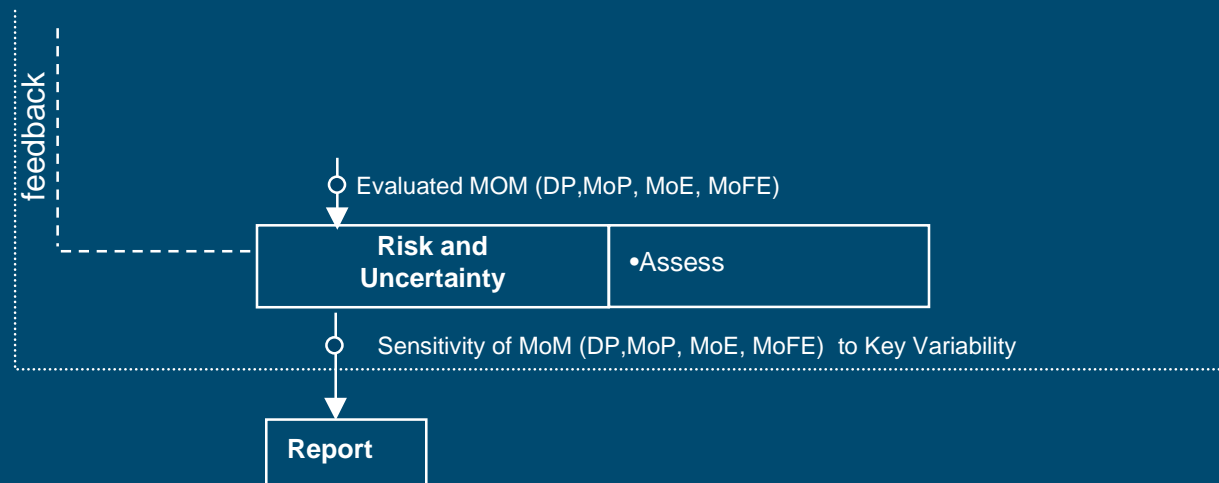 feedback
Evaluated MOM (DP,MoP, MoE, MoFE)
Risk and
Uncertainty
•Assess
Sensitivity of MoM (DP,MoP, MoE, MoFE) to Key Variability
Report